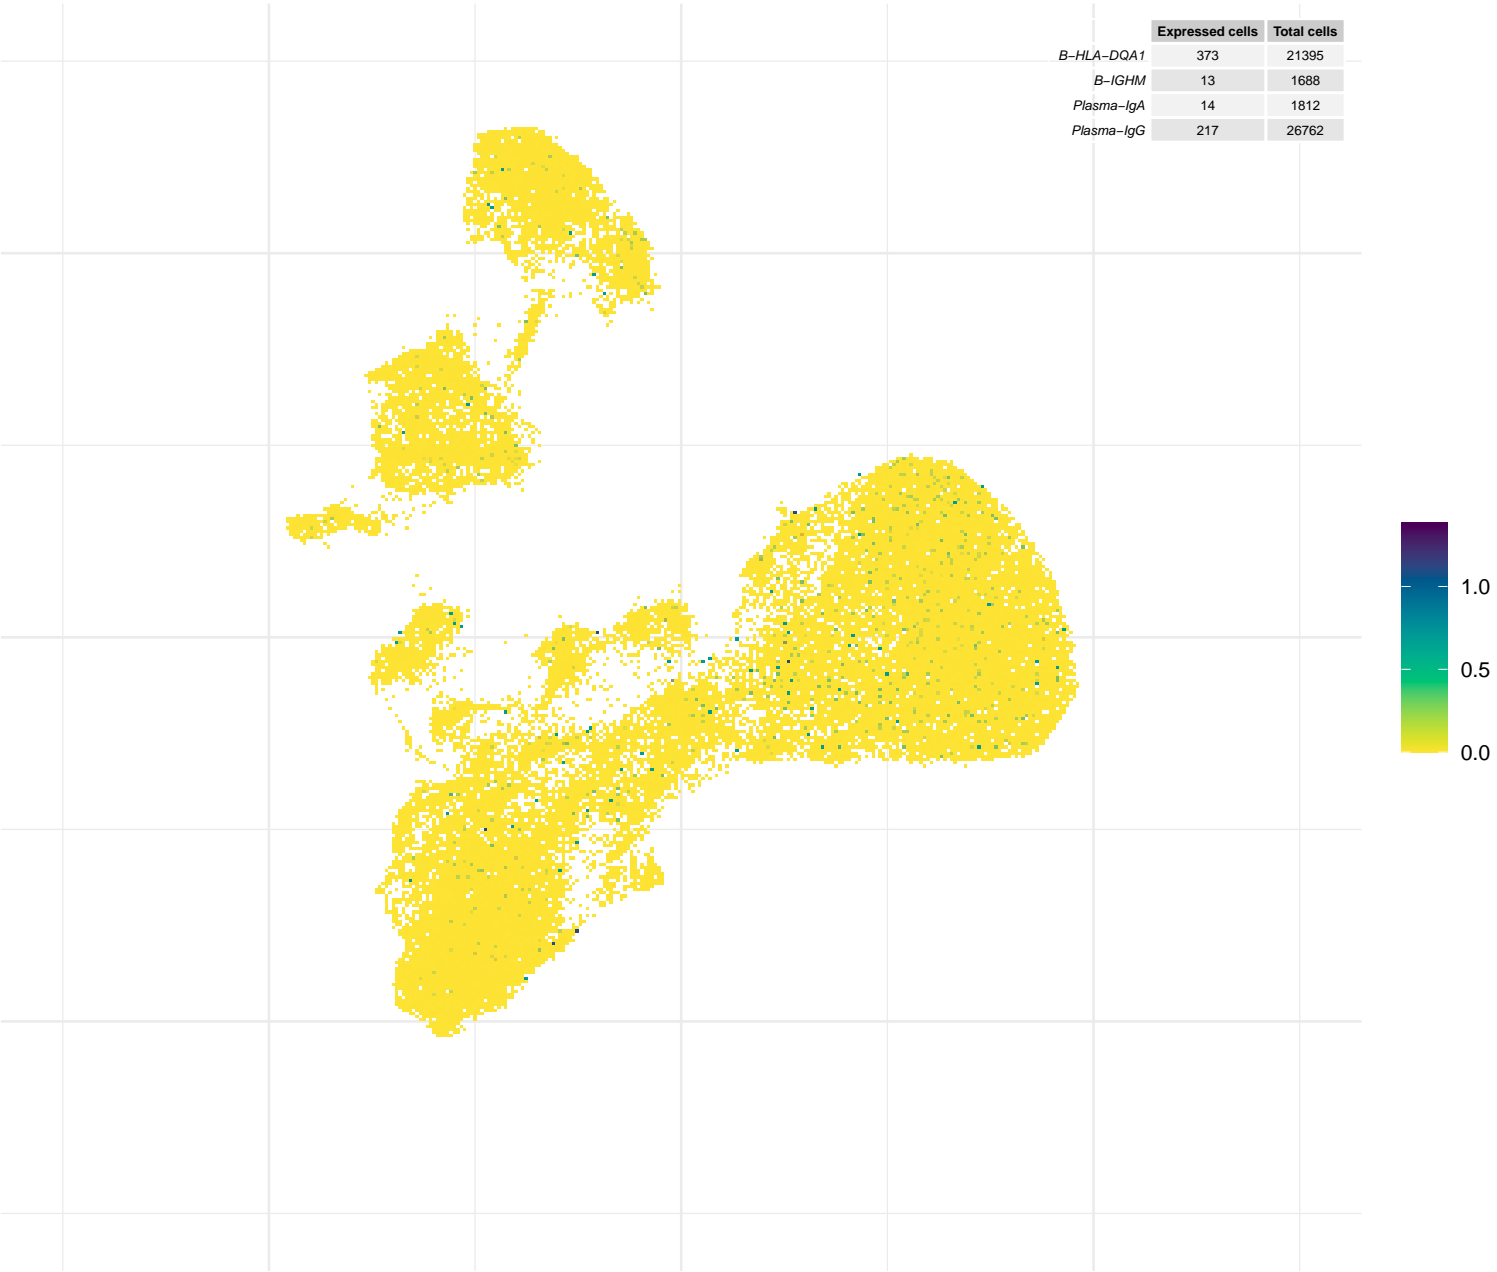 Expressed cells Total cells
B–HLA–DQA1 373 21395
B–IGHM 13 1688
Plasma–IgA 14 1812
Plasma–IgG 217 26762
1.0
0.5
0.0